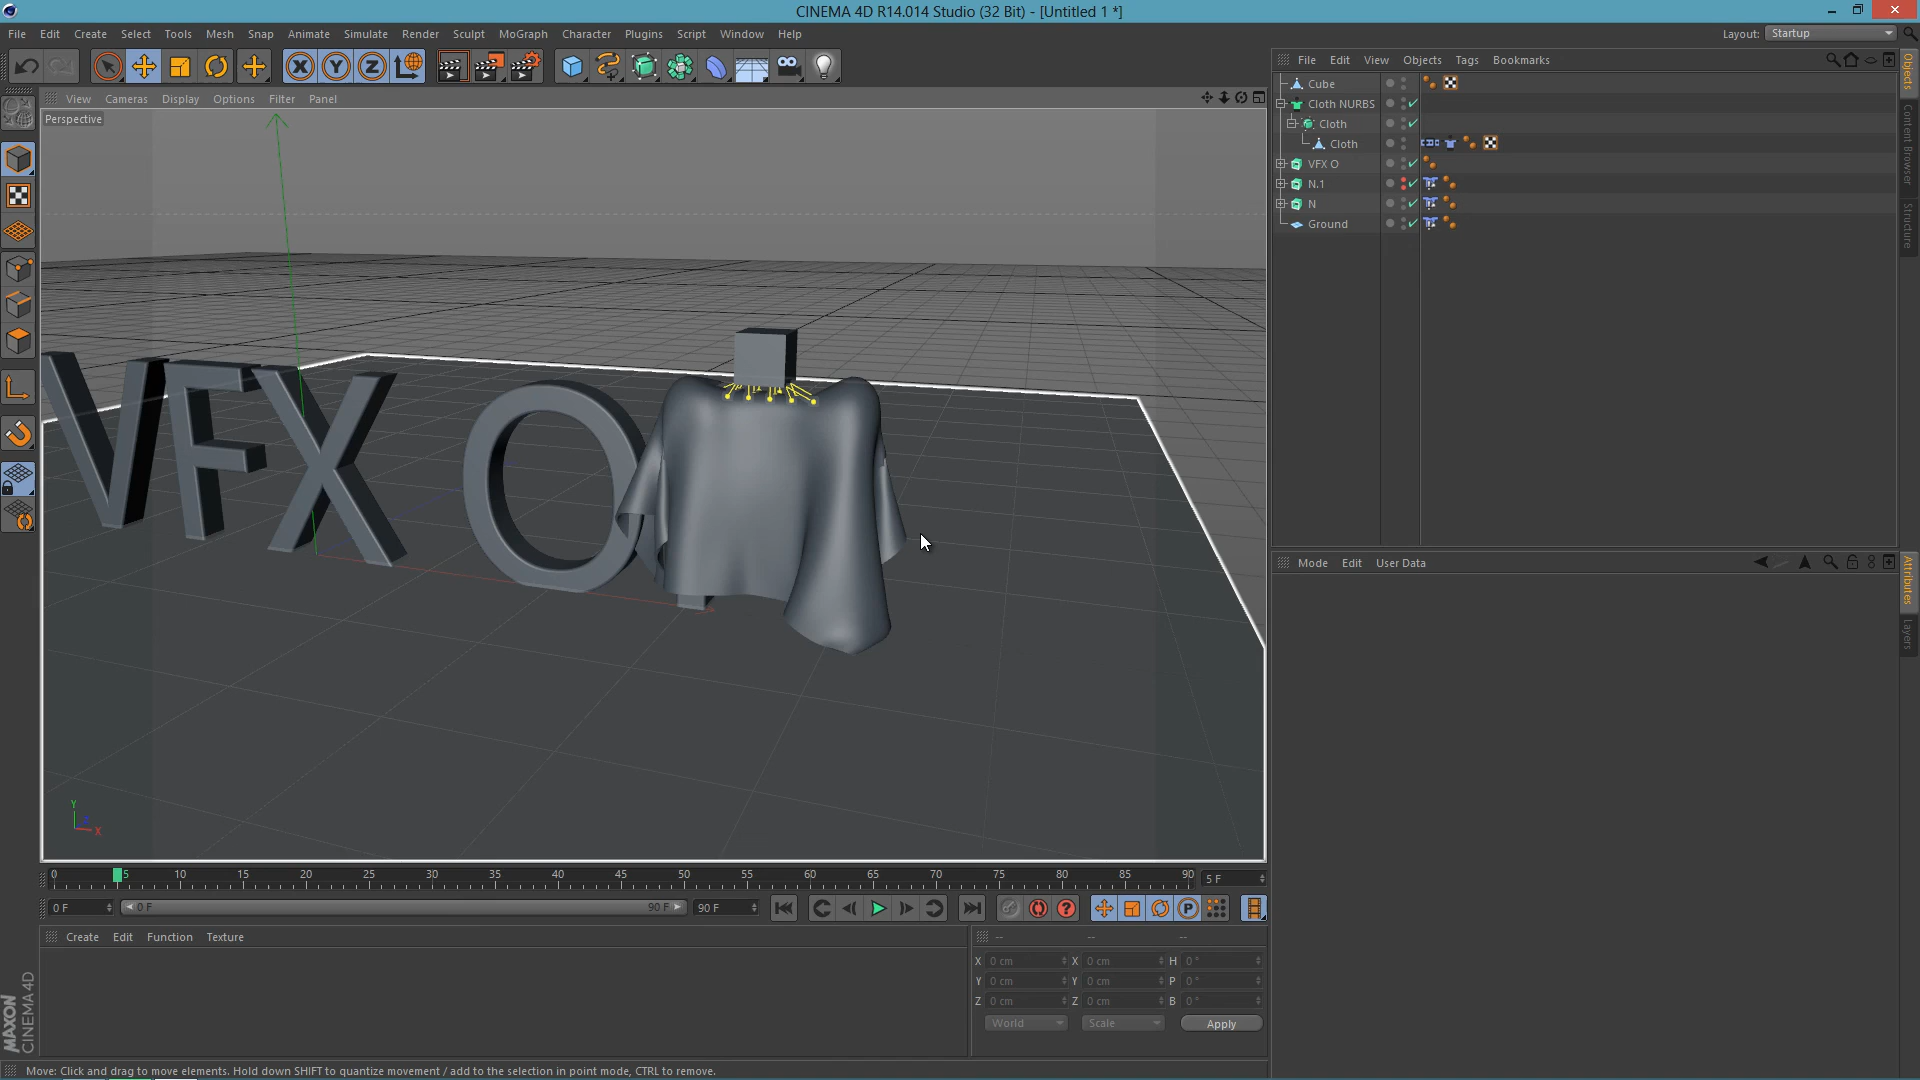 CINEMA 4D R14.014 Studio (32 Bit) - [Untitled 1 *]
File Edit Create Select Tools Mesh Snap Animate Simulate Render Sculpt MoGraph Character Plugins Script Window Help
Layout: Startup
View Cameras Display Options Filter Panel
Perspective
File Edit View Objects Tags Bookmarks
Cube
Cloth NURBS
Cloth
Cloth
VFX O
N.1
N
Ground
Objects
Content Browser
Structure
VFX O
Y
Z
X
Mode Edit User Data
Attributes
Layers
0 5 10 15 20 25 30 35 40 45 50 55 60 65 70 75 80 85 90
5 F
0 F
0 F
90 F
90 F
Create Edit Function Texture
-- -- --
X 0 cm X 0 cm H 0 °
Y 0 cm Y 0 cm P 0 °
Z 0 cm Z 0 cm B 0 °
World Scale Apply
MAXON
CINEMA 4D
Move: Click and drag to move elements. Hold down SHIFT to quantize movement / add to the selection in point mode, CTRL to remove.